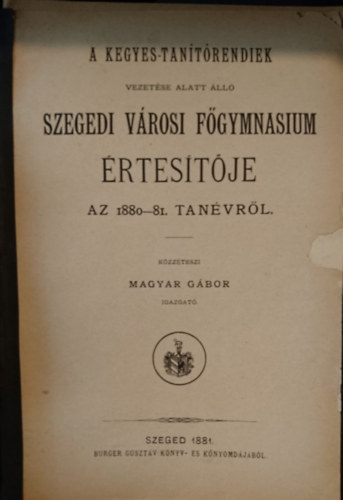 A KEGYES-TANÍTÓRENDIEK
VEZETÉSE ALATT ÁLLÓ
SZEGEDI VÁROSI FŐGYMNASIUM
ÉRTESÍTŐJE
AZ 1880—81. TANÉVRŐL.
KÖZZÉTESZI
MAGYAR GÁBOR
IGAZGATÓ.
SZEGED 1881.
BURGER GUSZTÁV KÖNYV- ÉS KŐNYOMDÁJÁBÓL.